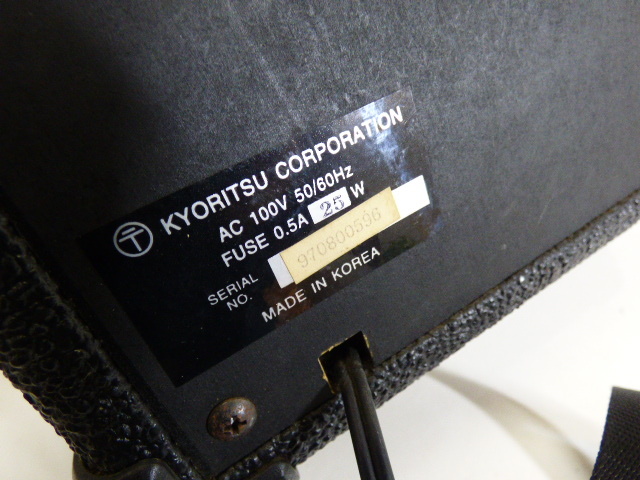 〒 KYORITSU CORPORATION
AC 100V 50/60Hz
FUSE 0.5A 25 W
SERIAL NO. 970800596
MADE IN KOREA